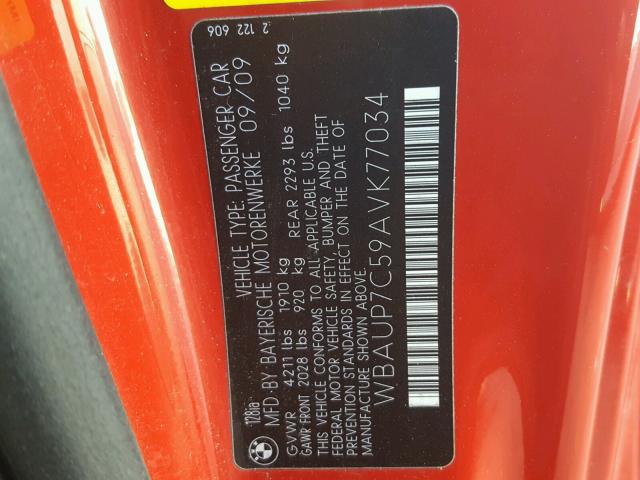 2 122 606
VEHICLE TYPE: PASSENGER CAR
MFD BY BAYERISCHE MOTORENWERKE 09/09
128ia
GVWR 4211 lbs 1910 kg
GAWR-FRONT 2028 lbs 920 kg REAR 2293 lbs 1040 kg
THIS VEHICLE CONFORMS TO ALL APPLICABLE U.S.
FEDERAL MOTOR VEHICLE SAFETY, BUMPER AND THEFT
PREVENTION STANDARDS IN EFFECT ON THE DATE OF
MANUFACTURE SHOWN ABOVE.
WBAUP7C59AVK77034